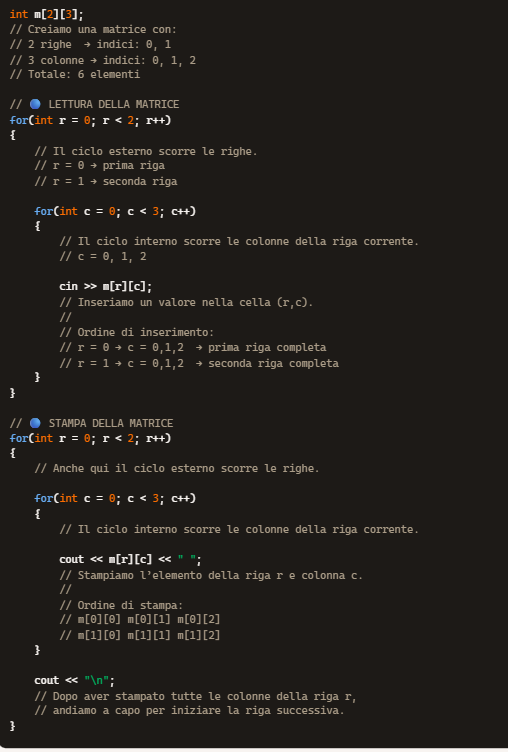 int m[2][3];
// Creiamo una matrice con:
// 2 righe  → indici: 0, 1
// 3 colonne → indici: 0, 1, 2
// Totale: 6 elementi

// 🔵 LETTURA DELLA MATRICE
for(int r = 0; r < 2; r++)
{
    // Il ciclo esterno scorre le righe.
    // r = 0 → prima riga
    // r = 1 → seconda riga

    for(int c = 0; c < 3; c++)
    {
        // Il ciclo interno scorre le colonne della riga corrente.
        // c = 0, 1, 2

        cin >> m[r][c];
        // Inseriamo un valore nella cella (r,c).
        //
        // Ordine di inserimento:
        // r = 0 → c = 0,1,2  → prima riga completa
        // r = 1 → c = 0,1,2  → seconda riga completa
    }
}

// 🔵 STAMPA DELLA MATRICE
for(int r = 0; r < 2; r++)
{
    // Anche qui il ciclo esterno scorre le righe.

    for(int c = 0; c < 3; c++)
    {
        // Il ciclo interno scorre le colonne della riga corrente.

        cout << m[r][c] << " ";
        // Stampiamo l’elemento della riga r e colonna c.
        //
        // Ordine di stampa:
        // m[0][0] m[0][1] m[0][2]
        // m[1][0] m[1][1] m[1][2]
    }

    cout << "\n";
    // Dopo aver stampato tutte le colonne della riga r,
    // andiamo a capo per iniziare la riga successiva.
}